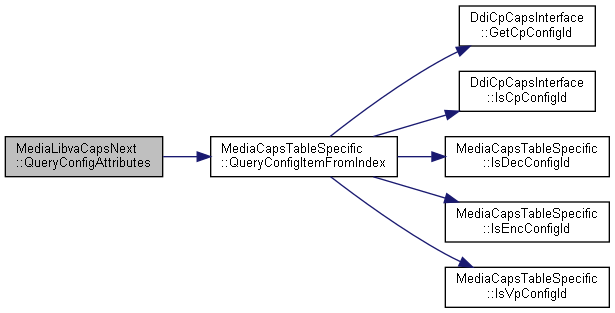 MediaLibvaCapsNext
::QueryConfigAttributes
MediaCapsTableSpecific
::QueryConfigItemFromIndex
DdiCpCapsInterface
::GetCpConfigId
DdiCpCapsInterface
::IsCpConfigId
MediaCapsTableSpecific
::IsDecConfigId
MediaCapsTableSpecific
::IsEncConfigId
MediaCapsTableSpecific
::IsVpConfigId